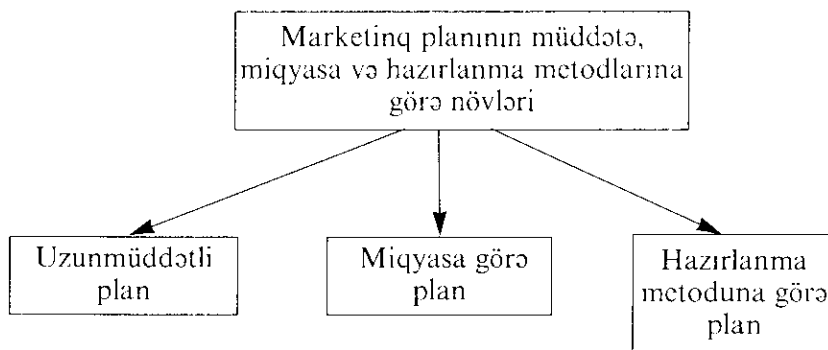 Marketinq planının müddətə,
miqyasa və hazırlanma metodlarına
görə növləri
Uzunmüddətli
plan
Miqyasa görə
plan
Hazırlanma
metoduna görə
plan